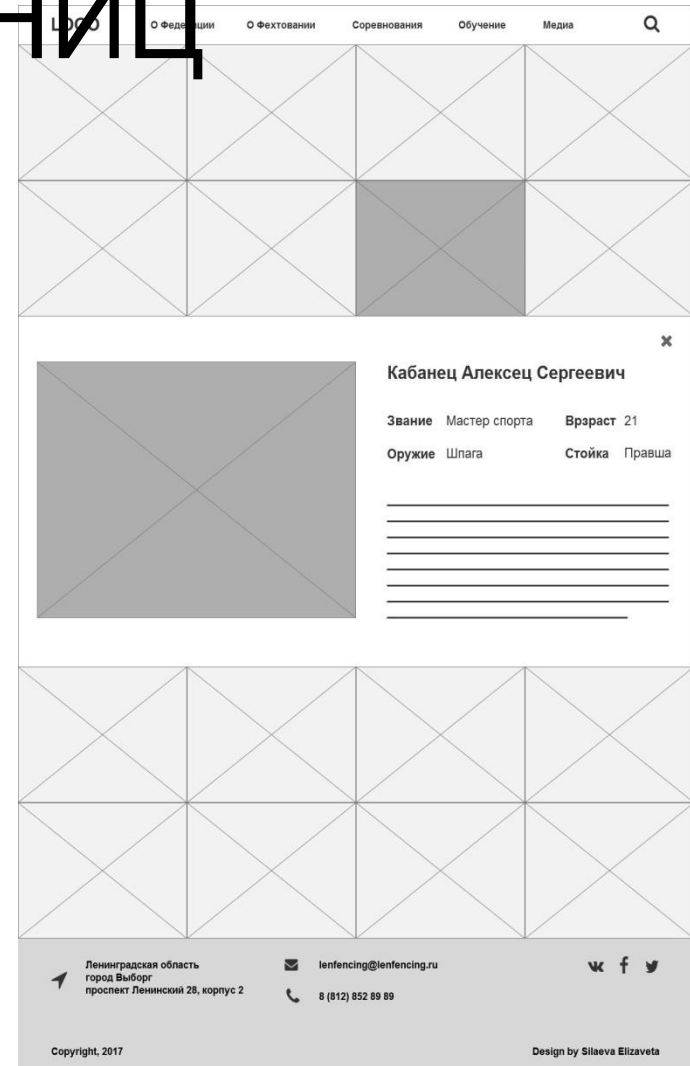 НИЦ
LOGO О Федерации О Фехтовании Соревнования Обучение Медиа
Кабанец Алексец Сергеевич
Звание Мастер спорта Врзраст 21
Оружие Шпага Стойка Правша
Ленинградская область
город Выборг
проспект Ленинский 28, корпус 2
lenfencing@lenfencing.ru
8 (812) 852 89 89
Copyright, 2017
Design by Silaeva Elizaveta